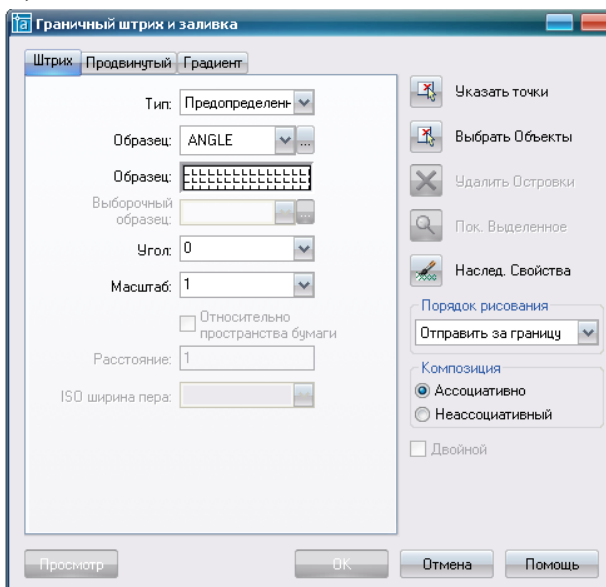 Граничный штрих и заливка
Штрих Продвинутый Градиент
Тип: Предопределенн
Образец: ANGLE ...
Образец:
Выборочный образец: ...
Угол: 0
Масштаб: 1
Относительно пространства бумаги
Расстояние: 1
ISO ширина пера:
Указать точки
Выбрать Объекты
Удалить Островки
Пок. Выделенное
Наслед. Свойства
Порядок рисования
Отправить за границу
Композиция
Ассоциативно
Неассоциативный
Двойной
Просмотр OK Отмена Помощь